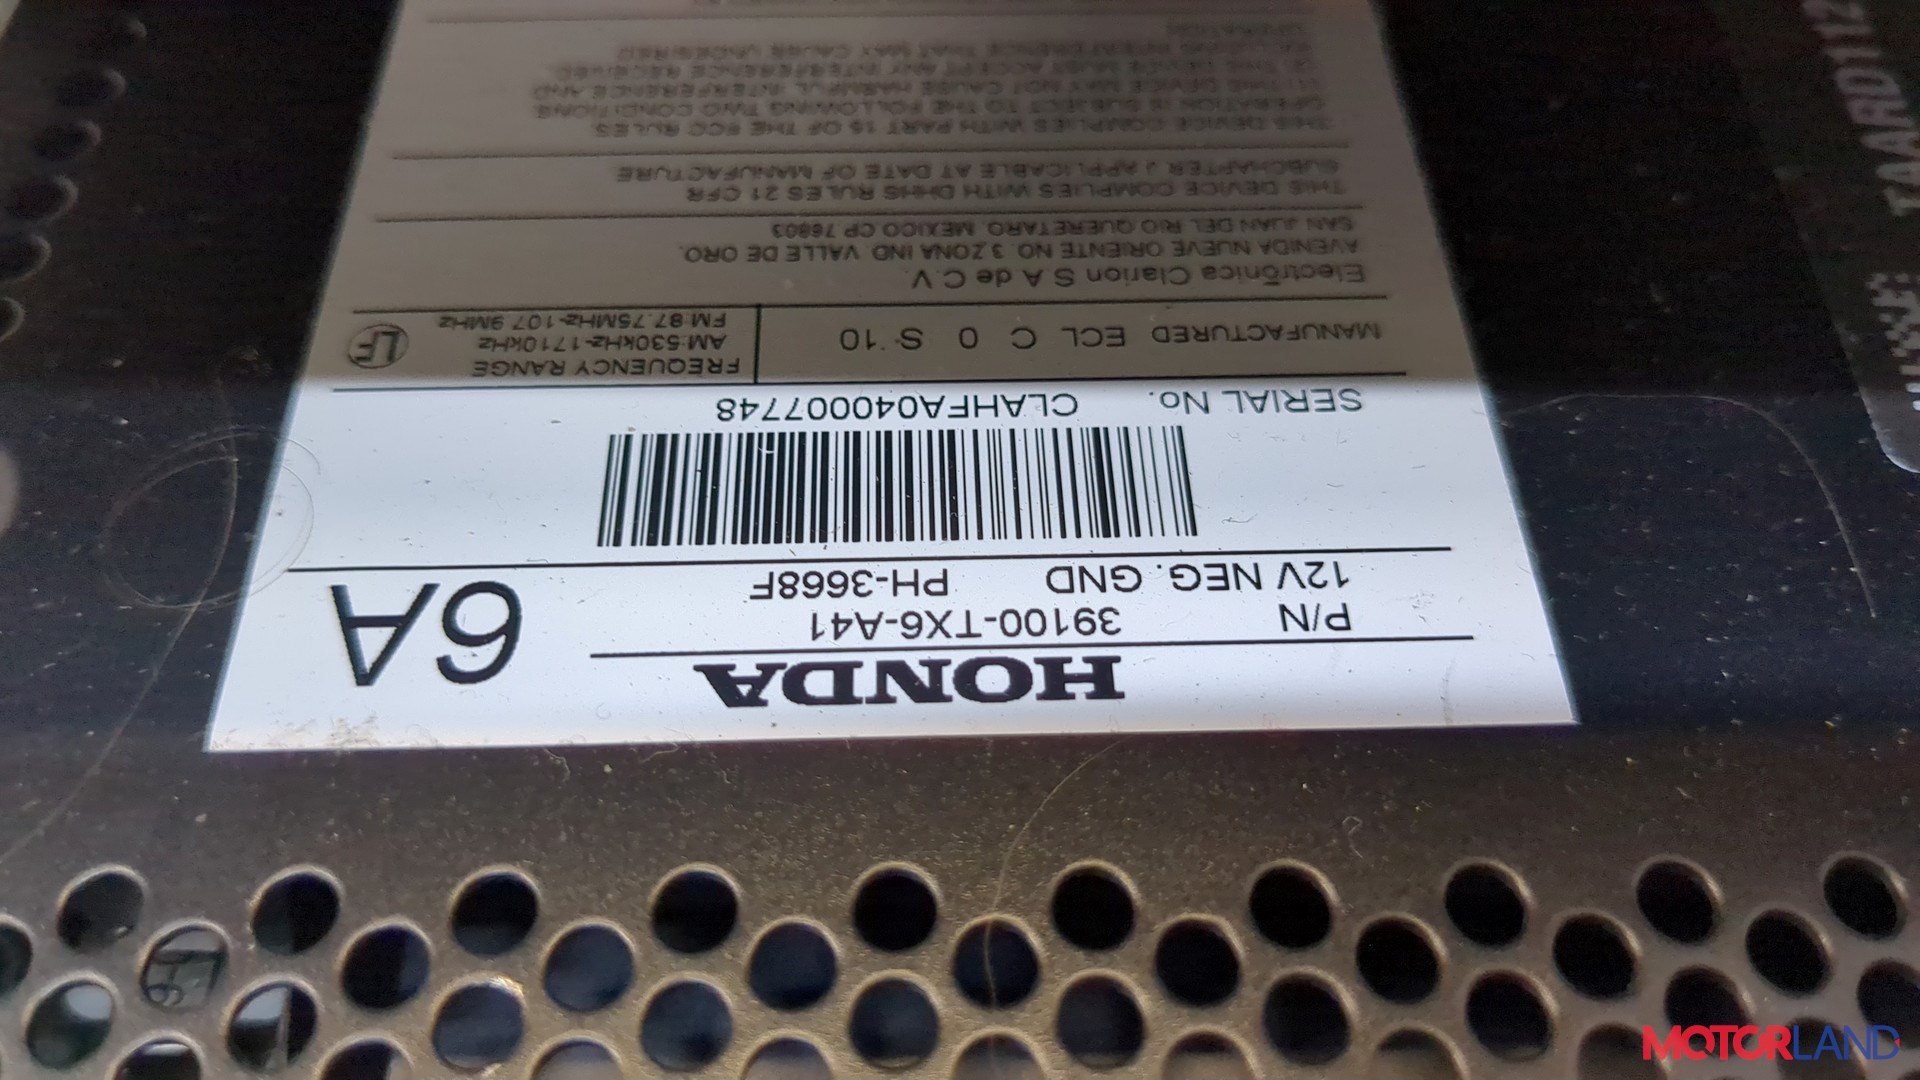 HONDA
P/N 39100-TX6-A41
12V NEG. GND PH-3668F
6A
SERIAL No. CLAHFA040007748
MANUFACTURED ECL C 0 S '10
FREQUENCY RANGE
AM:530kHz-1710kHz
FM:87.75MHz-107.9MHz
LF
Electrónica Clarion S A de C.V
AVENIDA NUEVE ORIENTE NO. 3 ZONA IND. VALLE DE ORO.
SAN JUAN DEL RIO QUERETARO, MEXICO CP 76803
THIS DEVICE COMPLIES WITH DHHS RULES 21 CFR
SUBCHAPTER J APPLICABLE AT DATE OF MANUFACTURE
THIS DEVICE COMPLIES WITH PART 15 OF THE FCC RULES.
OPERATION IS SUBJECT TO THE FOLLOWING TWO CONDITIONS:
(1) THIS DEVICE MAY NOT CAUSE HARMFUL INTERFERENCE AND
(2) THIS DEVICE MUST ACCEPT ANY INTERFERENCE RECEIVED,
INCLUDING INTERFERENCE THAT MAY CAUSE UNDESIRED
OPERATION
MOTORLAND